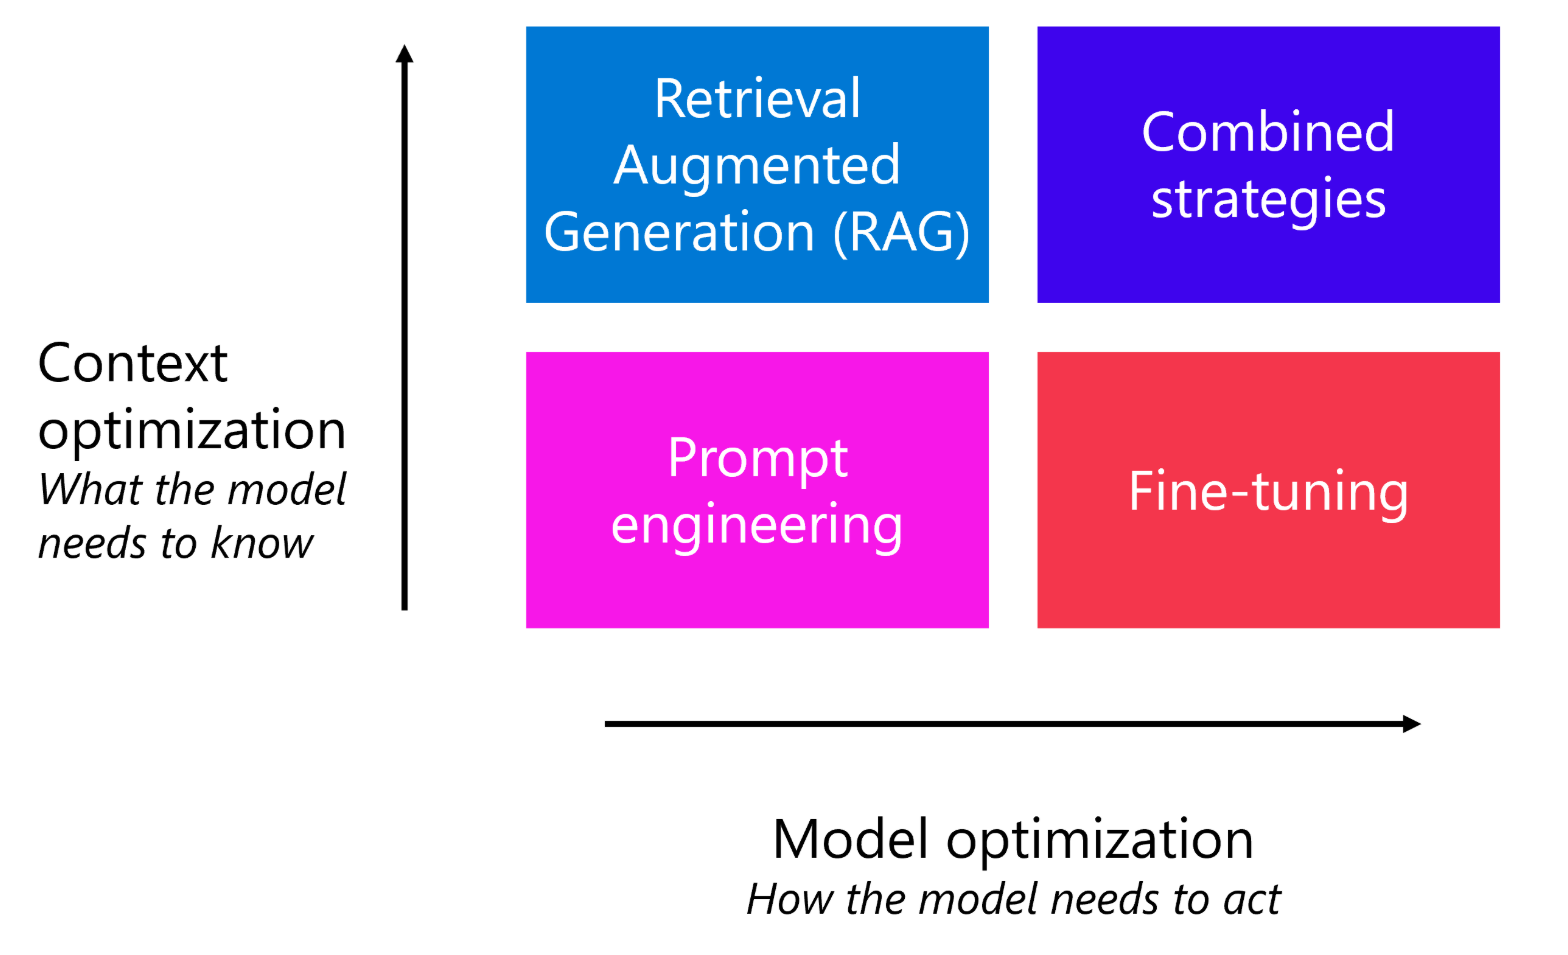 Retrieval
Augmented
Generation (RAG)
Combined
strategies
Context
optimization
What the model
needs to know
Prompt
engineering
Fine-tuning
Model optimization
How the model needs to act